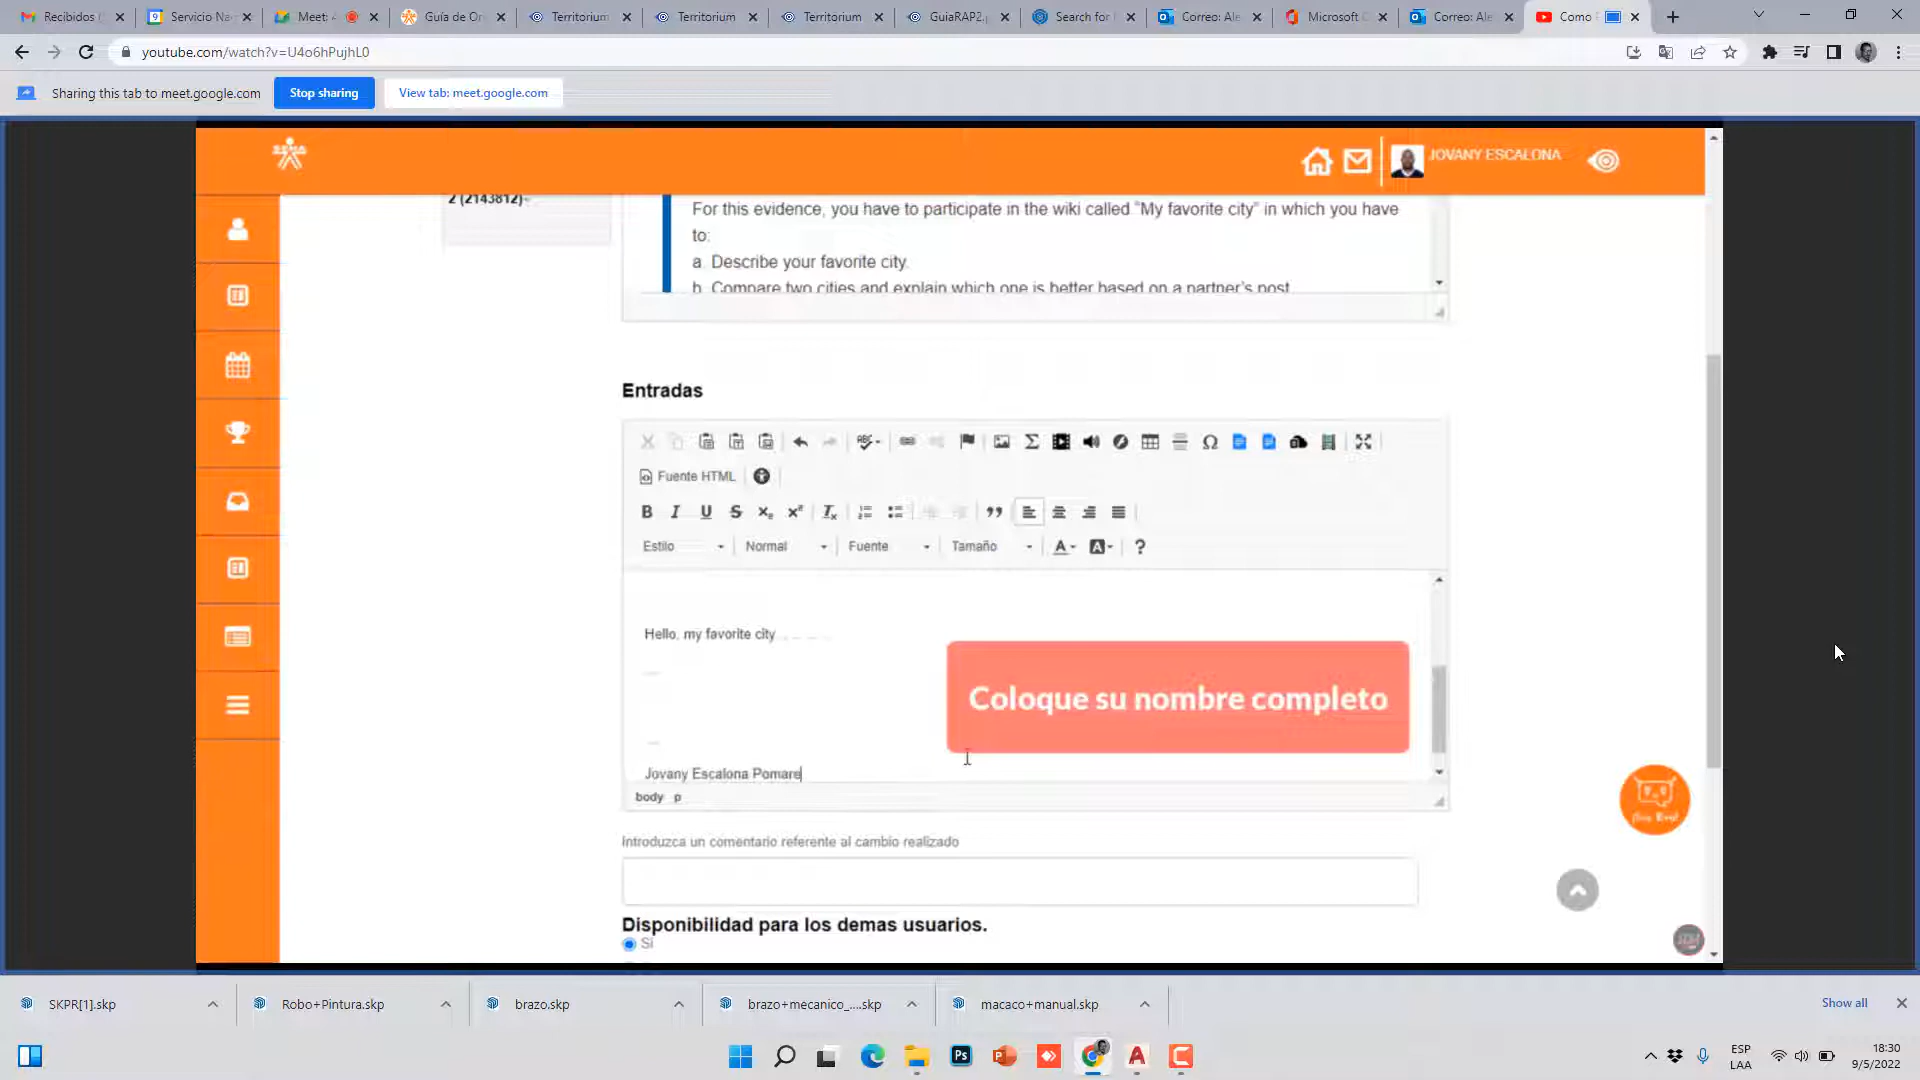 Recibidos (
Servicio Na
Meet: 4
Guía de Or
Territorium
Territorium
Territorium
GuiaRAP2.p
Search for
Correo: Ale
Microsoft O
Correo: Ale
Como
youtube.com/watch?v=U4o6hPujhL0
Sharing this tab to meet.google.com
Stop sharing
View tab: meet.google.com
SENA
JOVANY ESCALONA
2 (2143812)-
For this evidence, you have to participate in the wiki called "My favorite city" in which you have
to:
a. Describe your favorite city.
b. Compare two cities and explain which one is better based on a partner's post
Entradas
Fuente HTML
Estilo
Normal
Fuente
Tamaño
Hello, my favorite city
Coloque su nombre completo
Jovany Escalona Pomare
body p
Introduzca un comentario referente al cambio realizado
Disponibilidad para los demas usuarios.
Si
SKPR[1].skp
Robo+Pintura.skp
brazo.skp
brazo+mecanico_....skp
macaco+manual.skp
Show all
ESP
LAA
18:30
9/5/2022